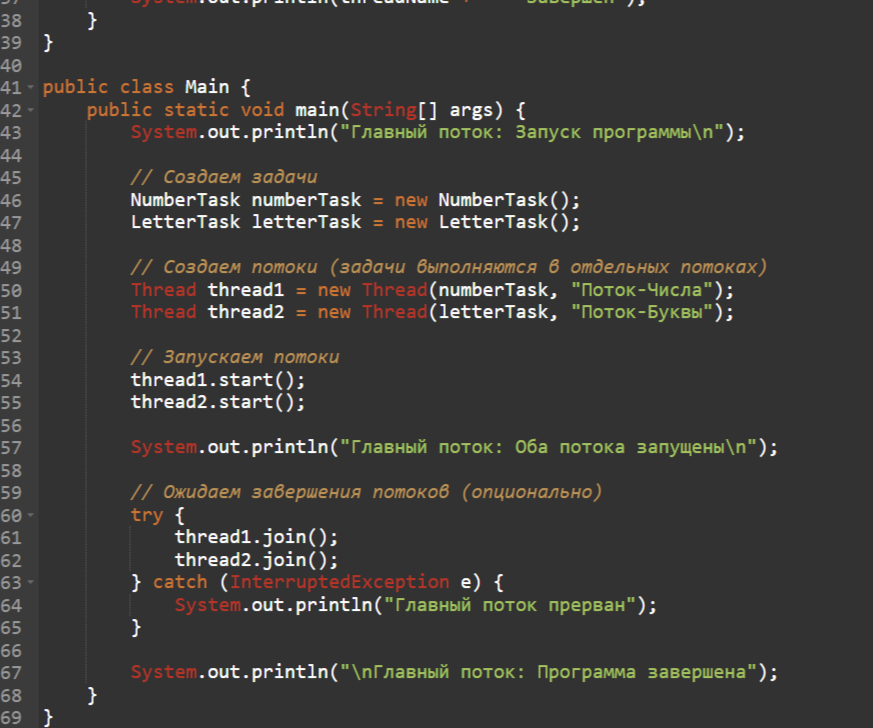 37 System.out.println(threadName + " завершен");
38 }
39 }
40
41 public class Main {
42 public static void main(String[] args) {
43 System.out.println("Главный поток: Запуск программы\n");
44
45 // Создаем задачи
46 NumberTask numberTask = new NumberTask();
47 LetterTask letterTask = new LetterTask();
48
49 // Создаем потоки (задачи выполняются в отдельных потоках)
50 Thread thread1 = new Thread(numberTask, "Поток-Числа");
51 Thread thread2 = new Thread(letterTask, "Поток-Буквы");
52
53 // Запускаем потоки
54 thread1.start();
55 thread2.start();
56
57 System.out.println("Главный поток: Оба потока запущены\n");
58
59 // Ожидаем завершения потоков (опционально)
60 try {
61 thread1.join();
62 thread2.join();
63 } catch (InterruptedException e) {
64 System.out.println("Главный поток прерван");
65 }
66
67 System.out.println("\nГлавный поток: Программа завершена");
68 }
69 }